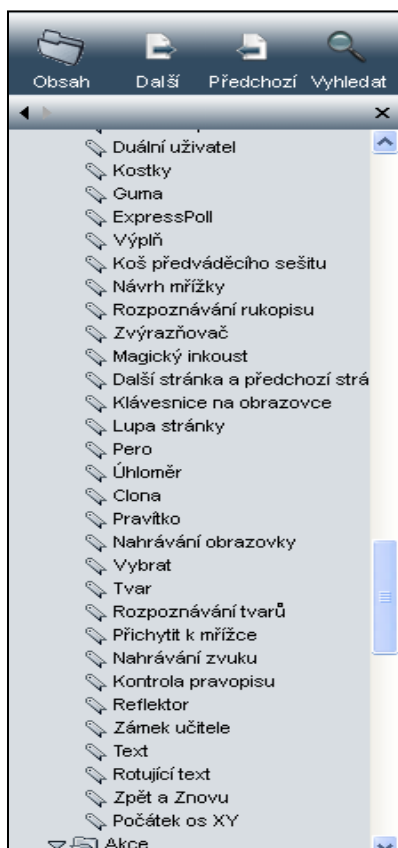 Obsah Další Předchozí Vyhledat
Duální uživatel
Kostky
Guma
ExpressPoll
Výplň
Koš předváděcího sešitu
Návrh mřížky
Rozpoznávání rukopisu
Zvýrazňovač
Magický inkoust
Další stránka a předchozí strá
Klávesnice na obrazovce
Lupa stránky
Pero
Úhloměr
Clona
Pravítko
Nahrávání obrazovky
Vybrat
Tvar
Rozpoznávání tvarů
Přichytit k mřížce
Nahrávání zvuku
Kontrola pravopisu
Reflektor
Zámek učitele
Text
Rotující text
Zpět a Znovu
Počátek os XY
Akce